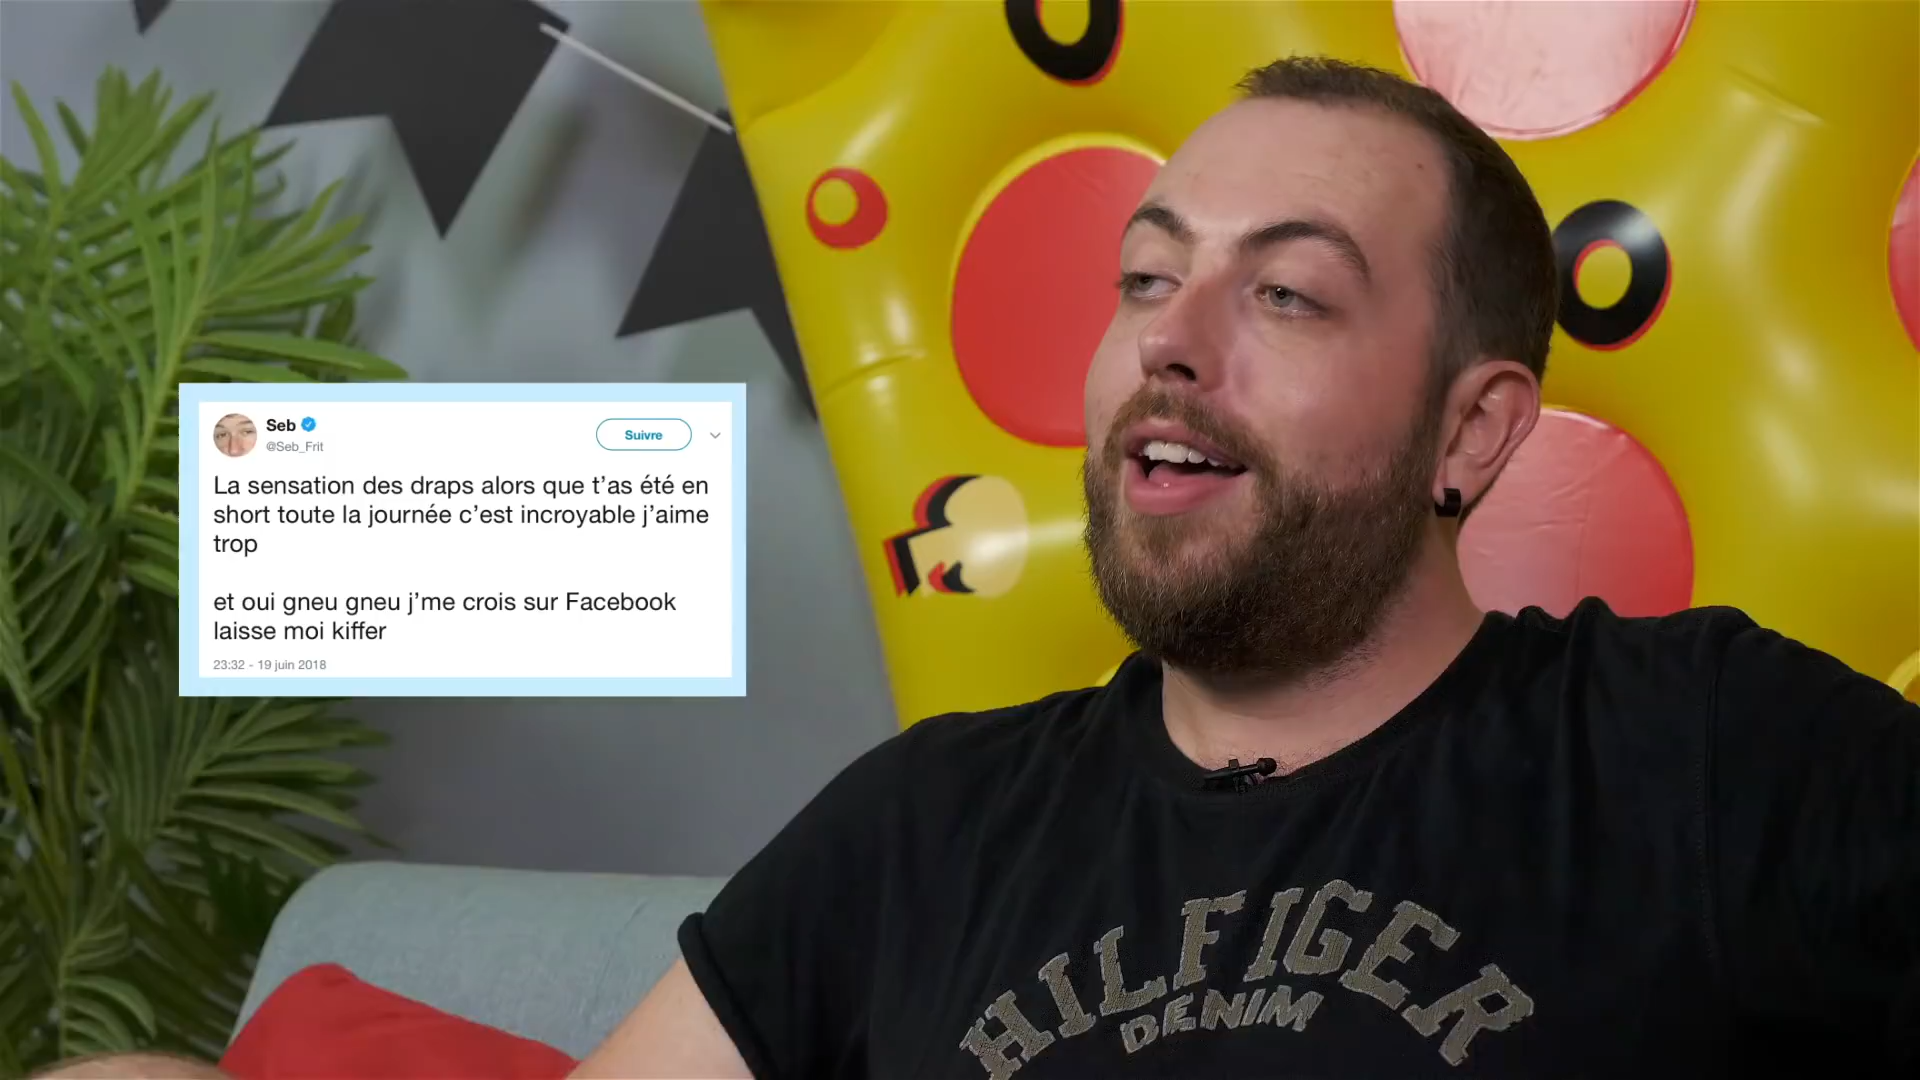 Seb
@Seb_Frit
Suivre
La sensation des draps alors que t’as été en
short toute la journée c’est incroyable j’aime
trop
et oui gneu gneu j’me crois sur Facebook
laisse moi kiffer
23:32 - 19 juin 2018
HILFIGER
DENIM